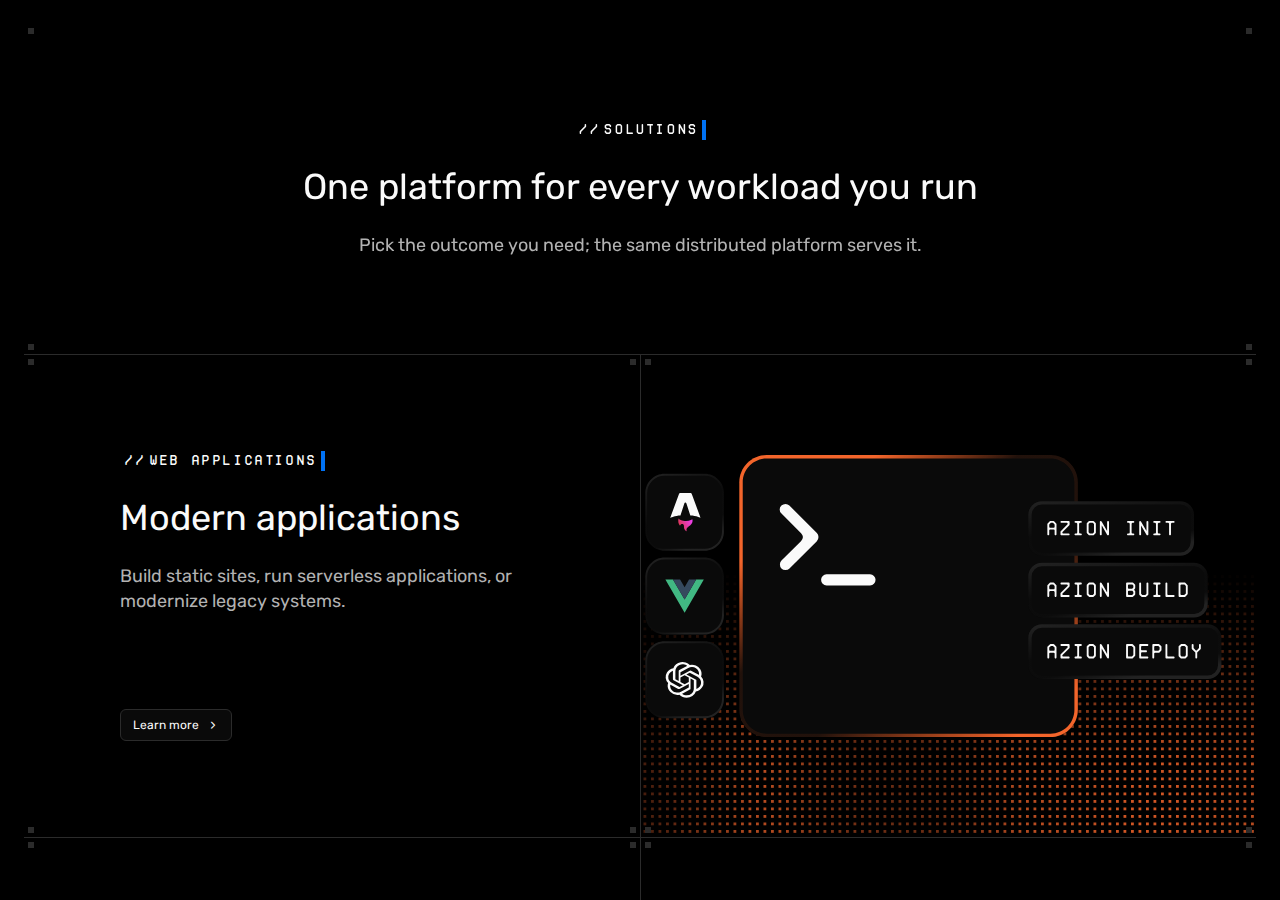 //SOLUTIONS
One platform for every workload you run
Pick the outcome you need; the same distributed platform serves it.
//WEB APPLICATIONS
Modern applications
Build static sites, run serverless applications, or
modernize legacy systems.
Learn more
AZION INIT
AZION BUILD
AZION DEPLOY